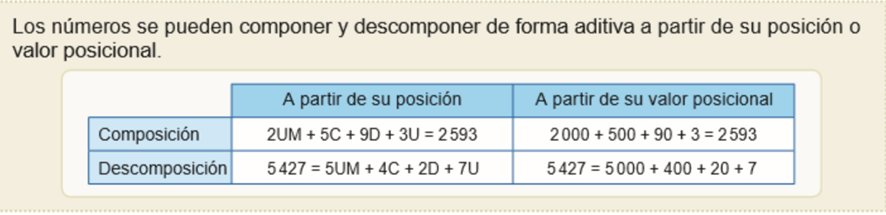 Los números se pueden componer y descomponer de forma aditiva a partir de su posición o
valor posicional.
A partir de su posición A partir de su valor posicional
Composición 2UM + 5C + 9D + 3U = 2 593 2 000 + 500 + 90 + 3 = 2 593
Descomposición 5 427 = 5UM + 4C + 2D + 7U 5 427 = 5 000 + 400 + 20 + 7